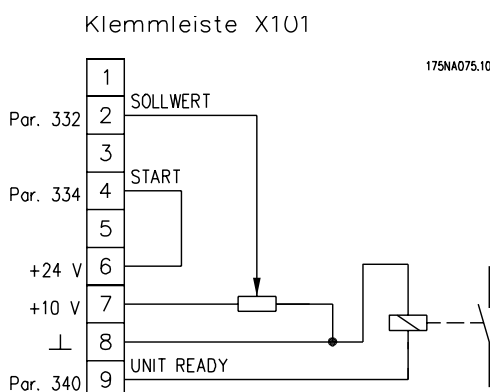 Klemmleiste X101
175NA075.10
1
Par. 332 2 SOLLWERT
3
Par. 334 4 START
5
+24 V 6
+10 V 7
⊥ 8
Par. 340 9 UNIT READY